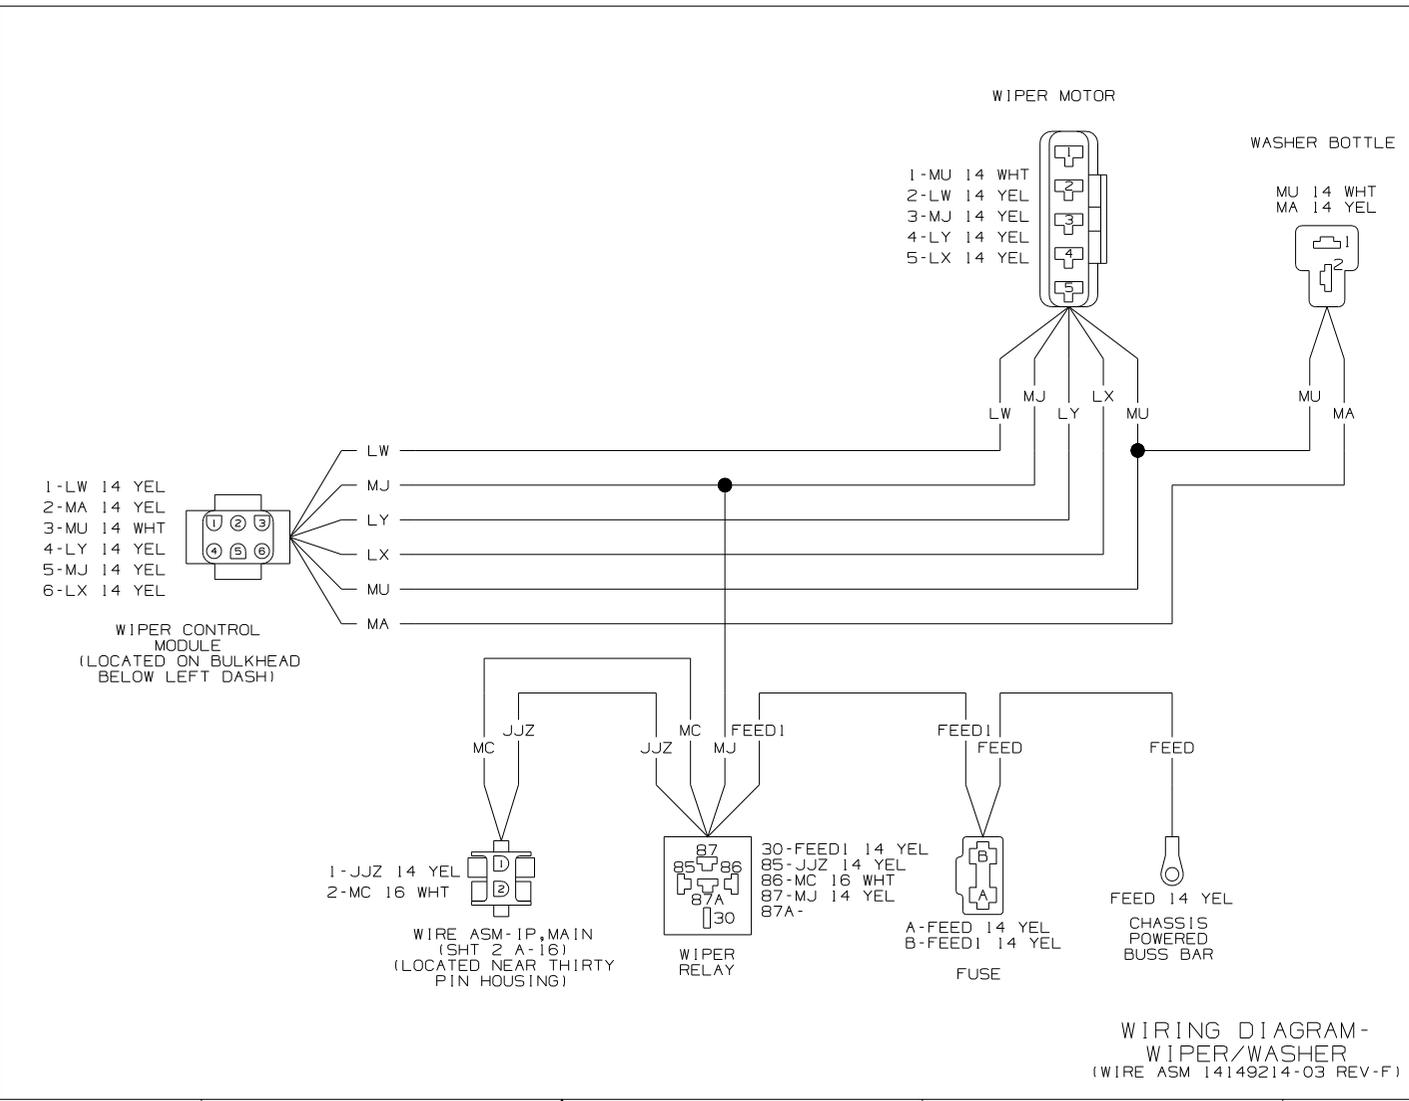 WIPER MOTOR
1-MU 14 WHT
2-LW 14 YEL
3-MJ 14 YEL
4-LY 14 YEL
5-LX 14 YEL
1
2
3
4
5
WASHER BOTTLE
MU 14 WHT
MA 14 YEL
1
2
LW
MJ
LY
LX
MU
MU
MA
LW
MJ
LY
LX
MU
MA
1-LW 14 YEL
2-MA 14 YEL
3-MU 14 WHT
4-LY 14 YEL
5-MJ 14 YEL
6-LX 14 YEL
1 2 3
4 5 6
WIPER CONTROL
MODULE
(LOCATED ON BULKHEAD
BELOW LEFT DASH)
MC
JJZ
JJZ
MC
MJ
FEED1
FEED1
FEED
FEED
1-JJZ 14 YEL
2-MC 16 WHT
1
2
WIRE ASM-IP,MAIN
(SHT 2 A-16)
(LOCATED NEAR THIRTY
PIN HOUSING)
87
85 86
87A
30
30-FEED1 14 YEL
85-JJZ 14 YEL
86-MC 16 WHT
87-MJ 14 YEL
87A-
WIPER
RELAY
B
A
A-FEED 14 YEL
B-FEED1 14 YEL
FUSE
FEED 14 YEL
CHASSIS
POWERED
BUSS BAR
WIRING DIAGRAM-
WIPER/WASHER
(WIRE ASM 14149214-03 REV-F)